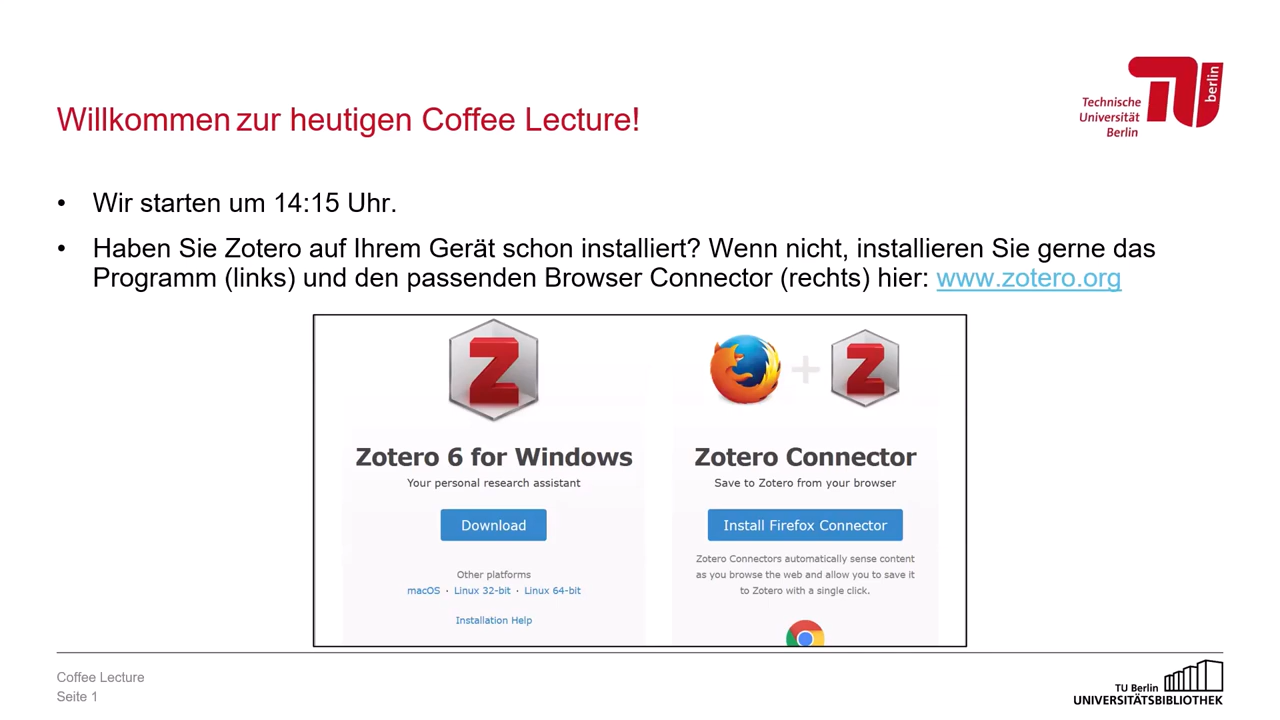 Willkommen zur heutigen Coffee Lecture!
Technische
Universität
Berlin
berlin
• Wir starten um 14:15 Uhr.
• Haben Sie Zotero auf Ihrem Gerät schon installiert? Wenn nicht, installieren Sie gerne das
Programm (links) und den passenden Browser Connector (rechts) hier: www.zotero.org
Z
Zotero 6 for Windows
Your personal research assistant
Download
Other platforms
macOS · Linux 32-bit · Linux 64-bit
Installation Help
+ Z
Zotero Connector
Save to Zotero from your browser
Install Firefox Connector
Zotero Connectors automatically sense content
as you browse the web and allow you to save it
to Zotero with a single click.
Coffee Lecture
Seite 1
TU Berlin
UNIVERSITÄTSBIBLIOTHEK